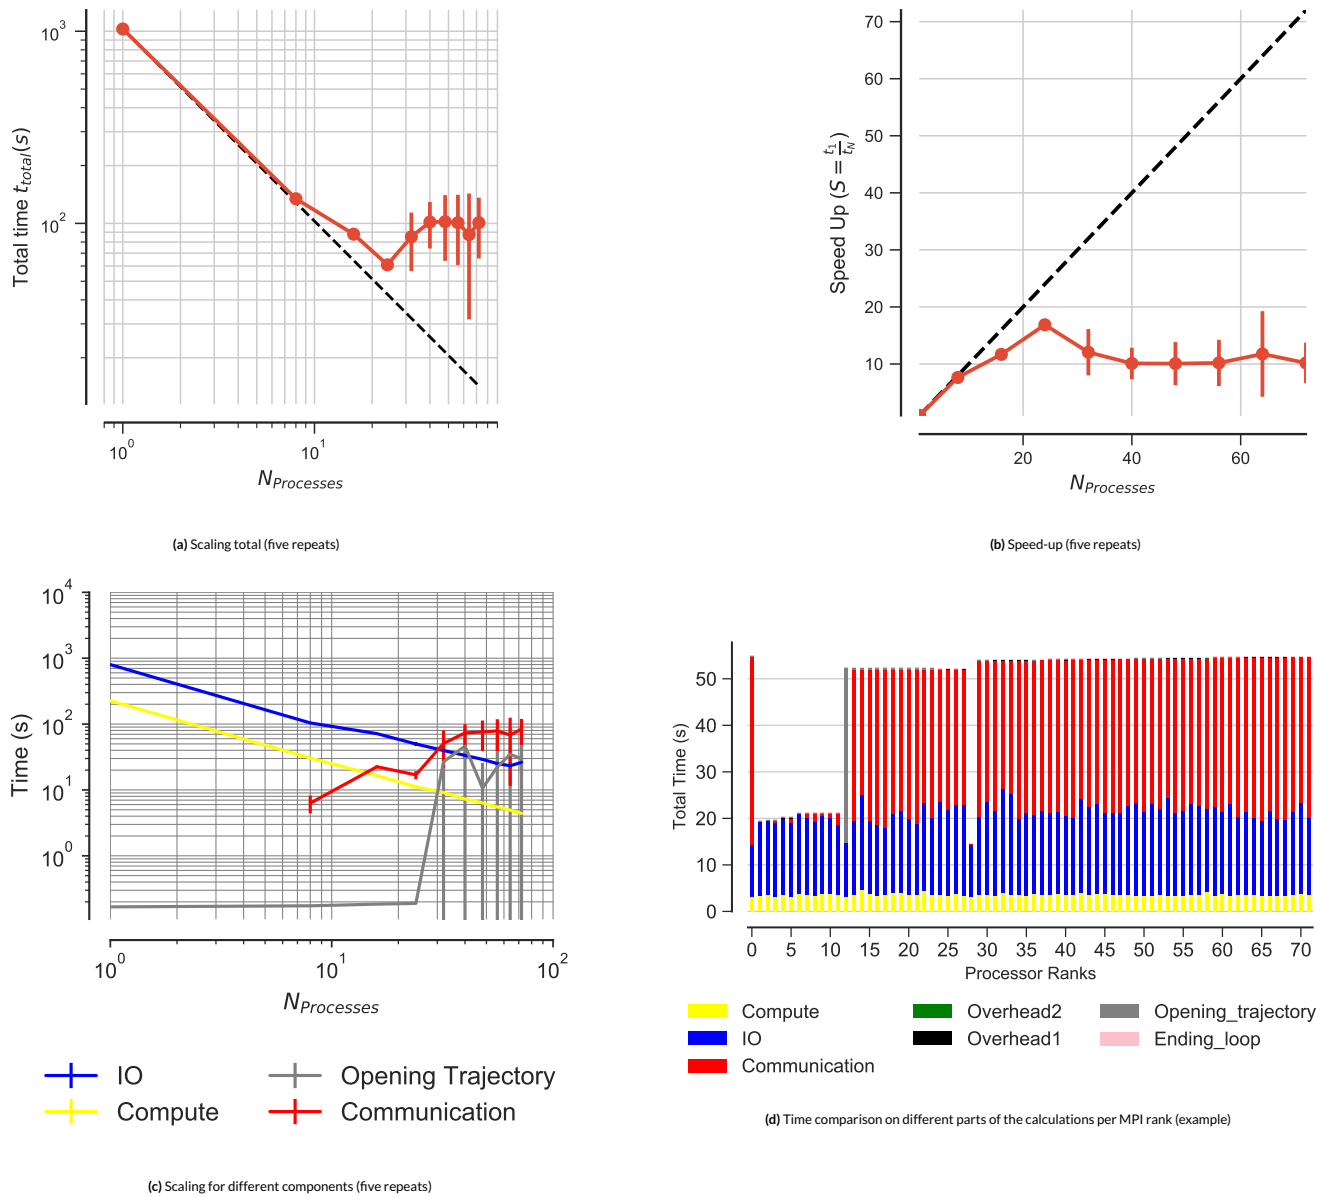 10^3
10^2
Total time t_total(s)
10^0
10^1
N_Processes
(a) Scaling total (five repeats)
70
60
50
40
30
20
10
Speed Up (S = t_1/t_N)
20
40
60
N_Processes
(b) Speed-up (five repeats)
10^4
10^3
10^2
10^1
10^0
Time (s)
10^0
10^1
10^2
N_Processes
IO
Compute
Opening Trajectory
Communication
(c) Scaling for different components (five repeats)
50
40
30
20
10
0
Total Time (s)
0 5 10 15 20 25 30 35 40 45 50 55 60 65 70
Processor Ranks
Compute
IO
Communication
Overhead2
Overhead1
Opening_trajectory
Ending_loop
(d) Time comparison on different parts of the calculations per MPI rank (example)